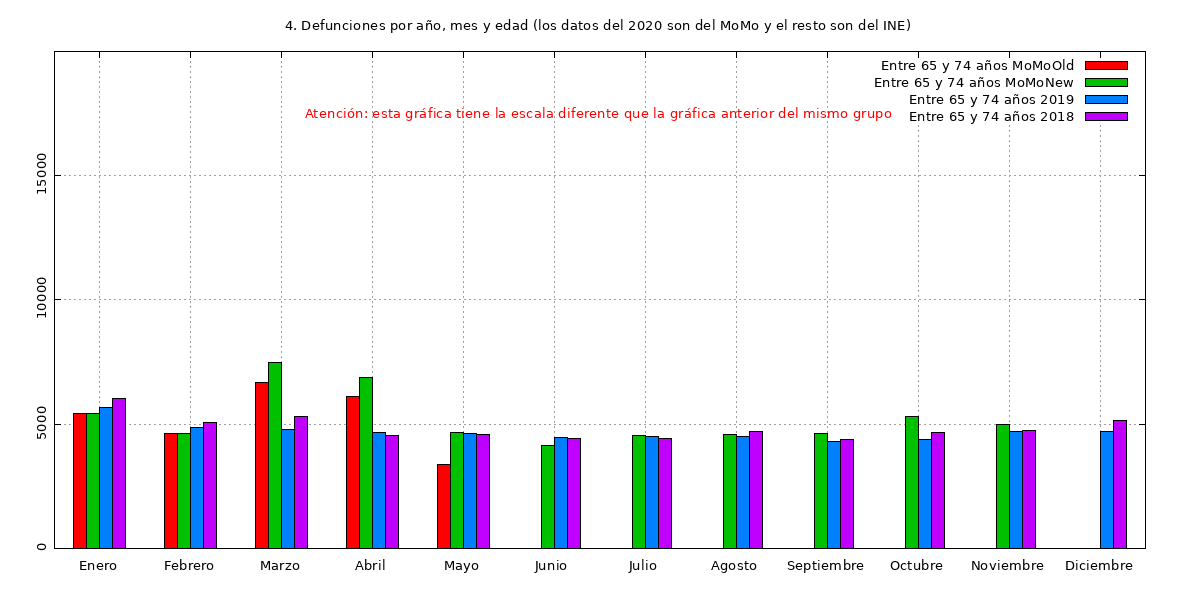 4. Defunciones por año, mes y edad (los datos del 2020 son del MoMo y el resto son del INE)
Entre 65 y 74 años MoMoOld
Entre 65 y 74 años MoMoNew
Entre 65 y 74 años 2019
Entre 65 y 74 años 2018
Atención: esta gráfica tiene la escala diferente que la gráfica anterior del mismo grupo
15000
10000
5000
0
Enero Febrero Marzo Abril Mayo Junio Julio Agosto Septiembre Octubre Noviembre Diciembre